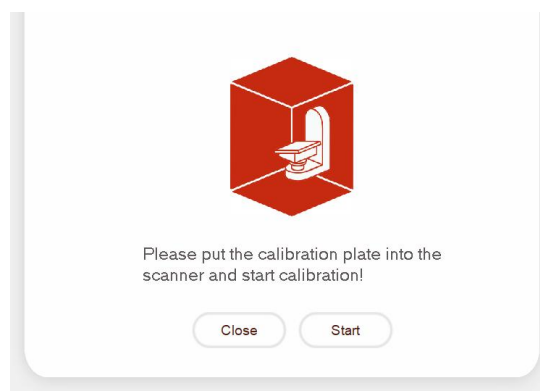 Please put the calibration plate into the
scanner and start calibration!
Close
Start